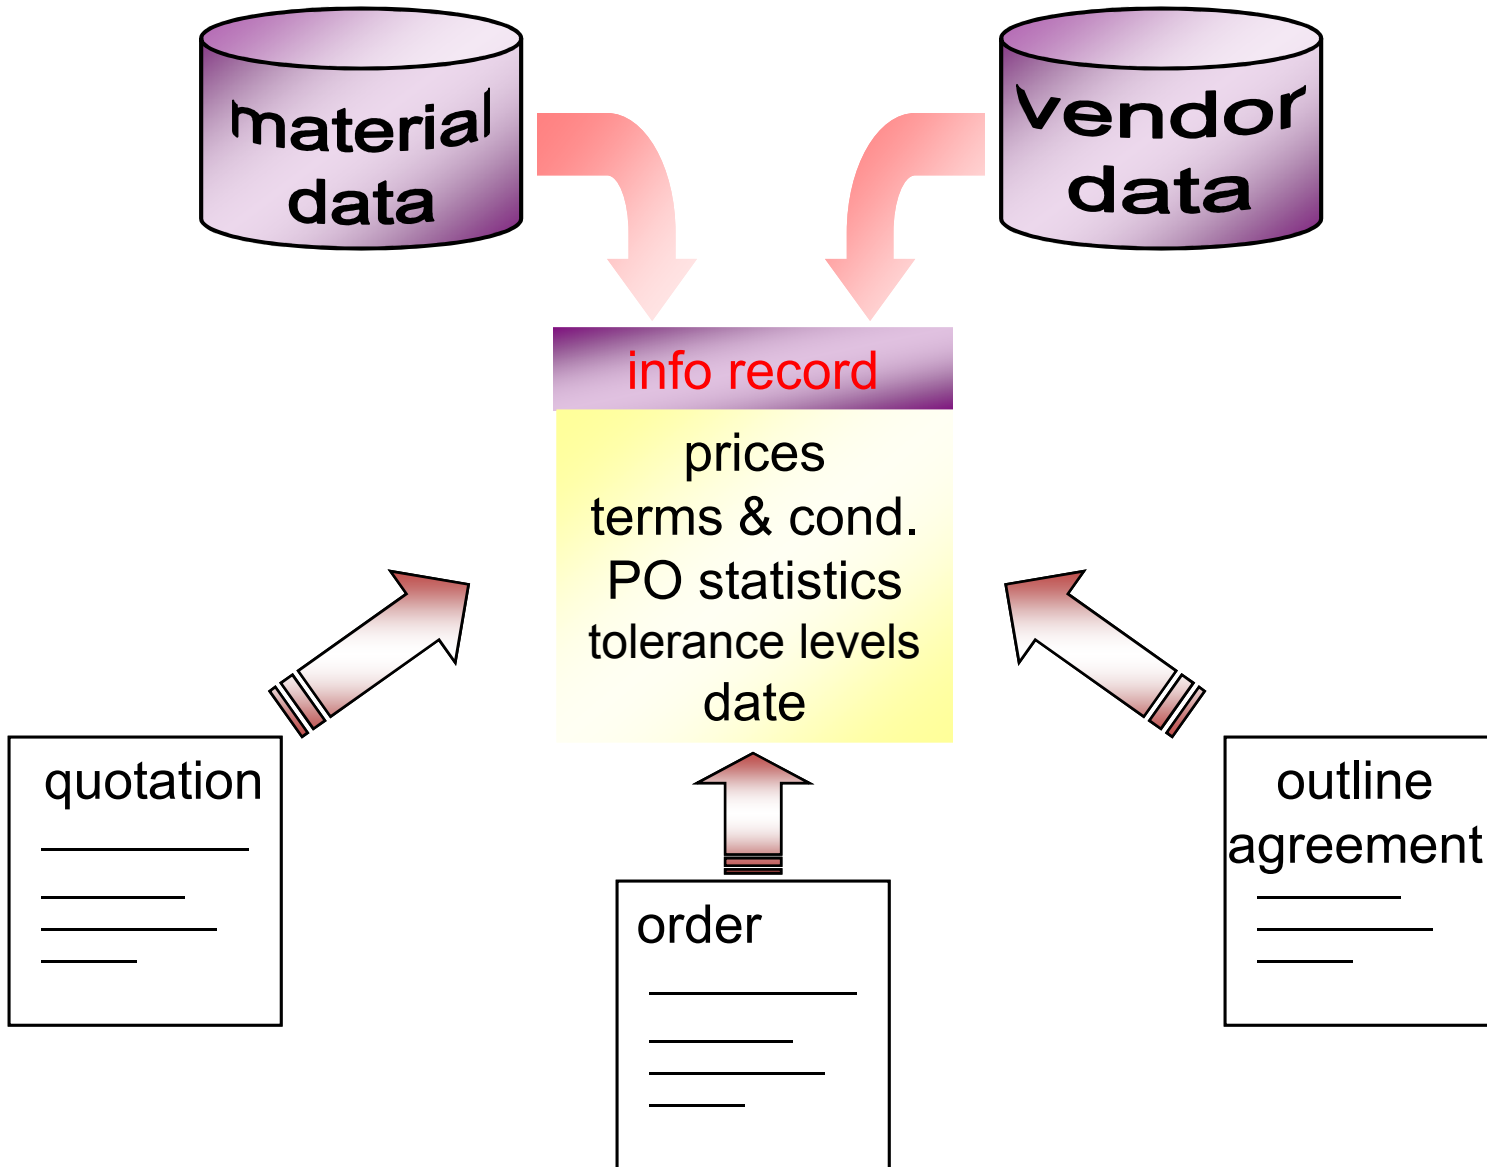 material
data
vendor
data
info record
prices
terms & cond.
PO statistics
tolerance levels
date
quotation
order
outline
agreement